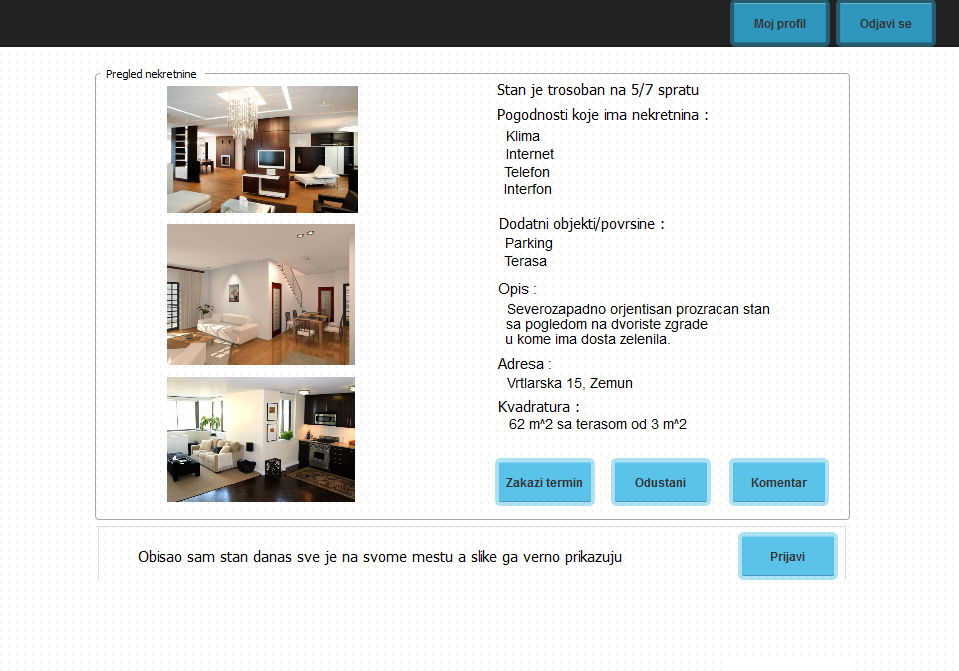 Moj profil
Odjavi se
Pregled nekretnine
Stan je trosoban na 5/7 spratu
Pogodnosti koje ima nekretnina :
Klima
Internet
Telefon
Interfon
Dodatni objekti/povrsine :
Parking
Terasa
Opis :
Severozapadno orjentisan prozracan stan
sa pogledom na dvoriste zgrade
u kome ima dosta zelenila.
Adresa :
Vrtlarska 15, Zemun
Kvadratura :
62 m^2 sa terasom od 3 m^2
Zakazi termin
Odustani
Komentar
Obisao sam stan danas sve je na svome mestu a slike ga verno prikazuju
Prijavi